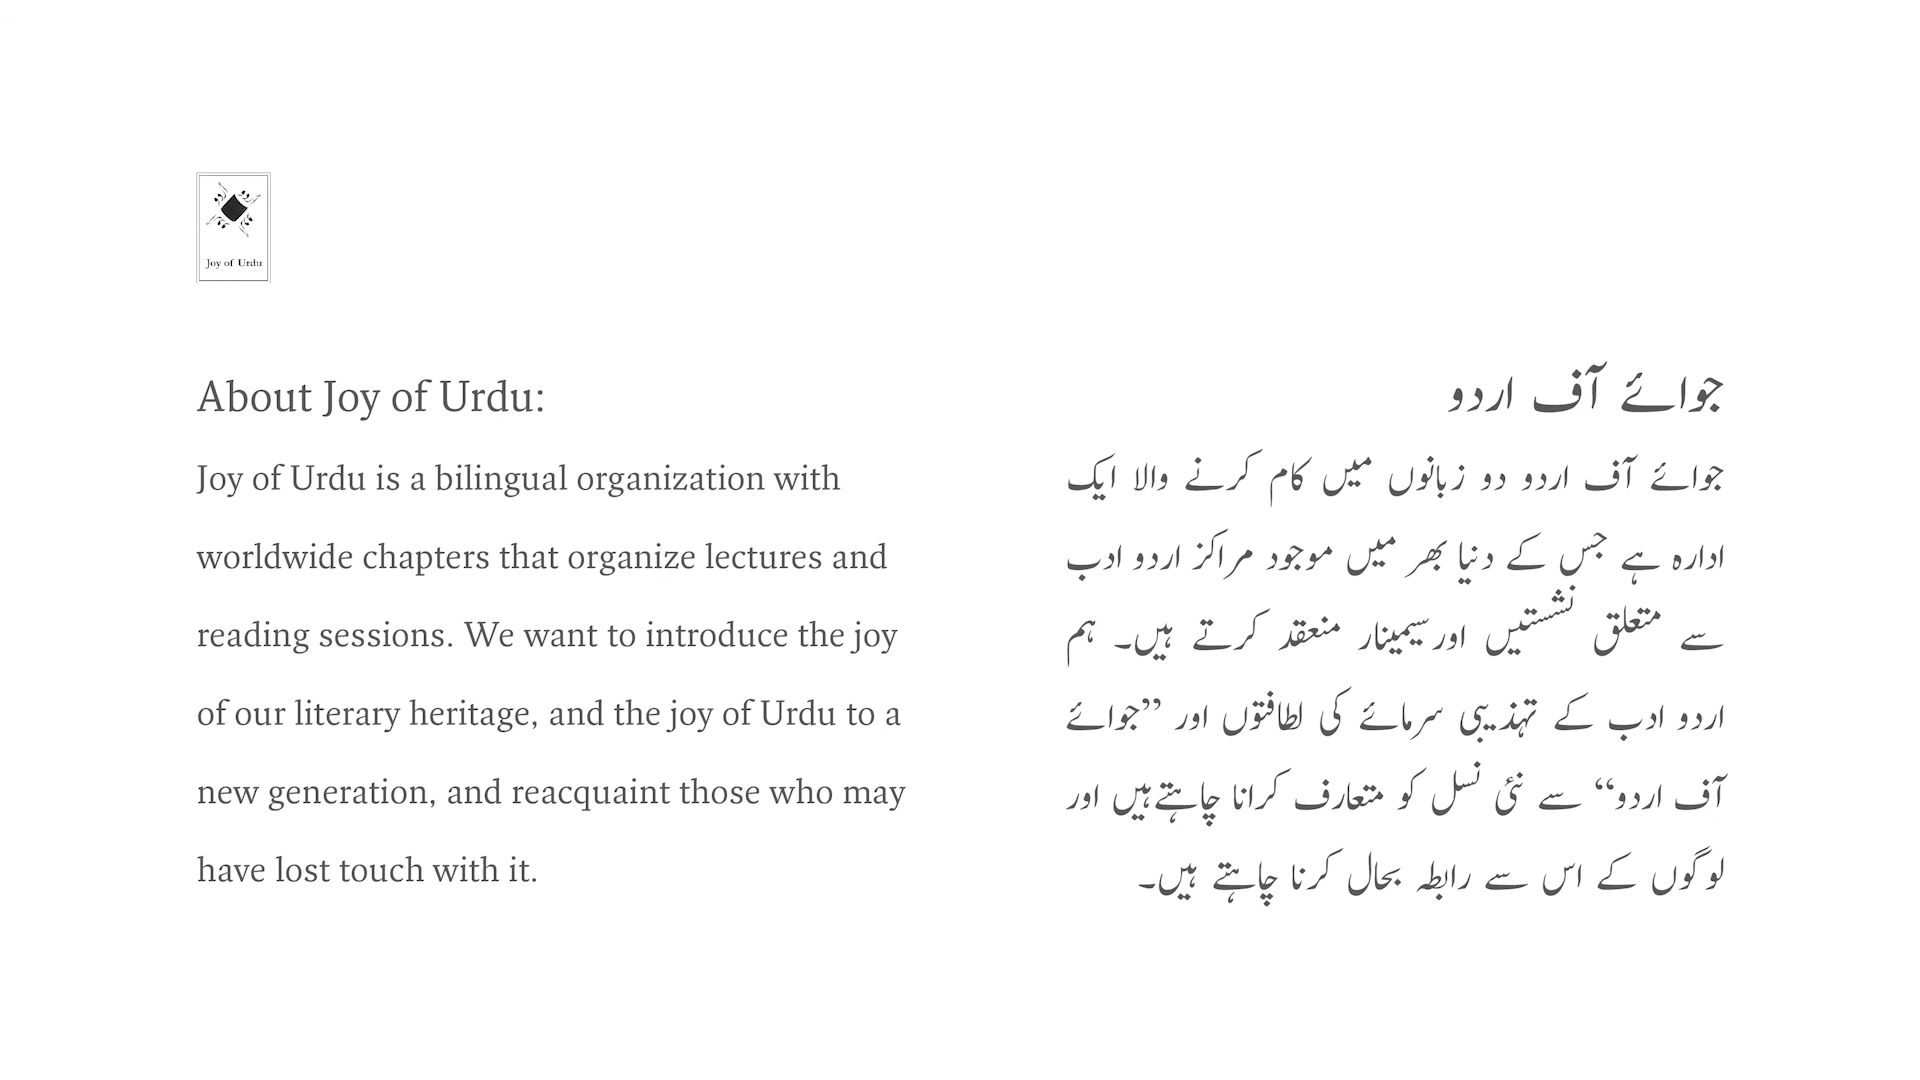 Joy of Urdu
About Joy of Urdu:
Joy of Urdu is a bilingual organization with
worldwide chapters that organize lectures and
reading sessions. We want to introduce the joy
of our literary heritage, and the joy of Urdu to a
new generation, and reacquaint those who may
have lost touch with it.
جوائے آف اردو
جوائے آف اردو دو زبانوں میں کام کرنے والا ایک
ادارہ ہے جس کے دنیا بھر میں موجود مراکز اردو ادب
سے متعلق نشستیں اورسیمینار منعقد کرتے ہیں۔ ہم
اردو ادب کے تہذیبی سرمائے کی لطافتوں اور ”جوائے
آف اردو“ سے نئی نسل کو متعارف کرانا چاہتےہیں اور
لوگوں کے اس سے رابطہ بحال کرنا چاہتے ہیں۔